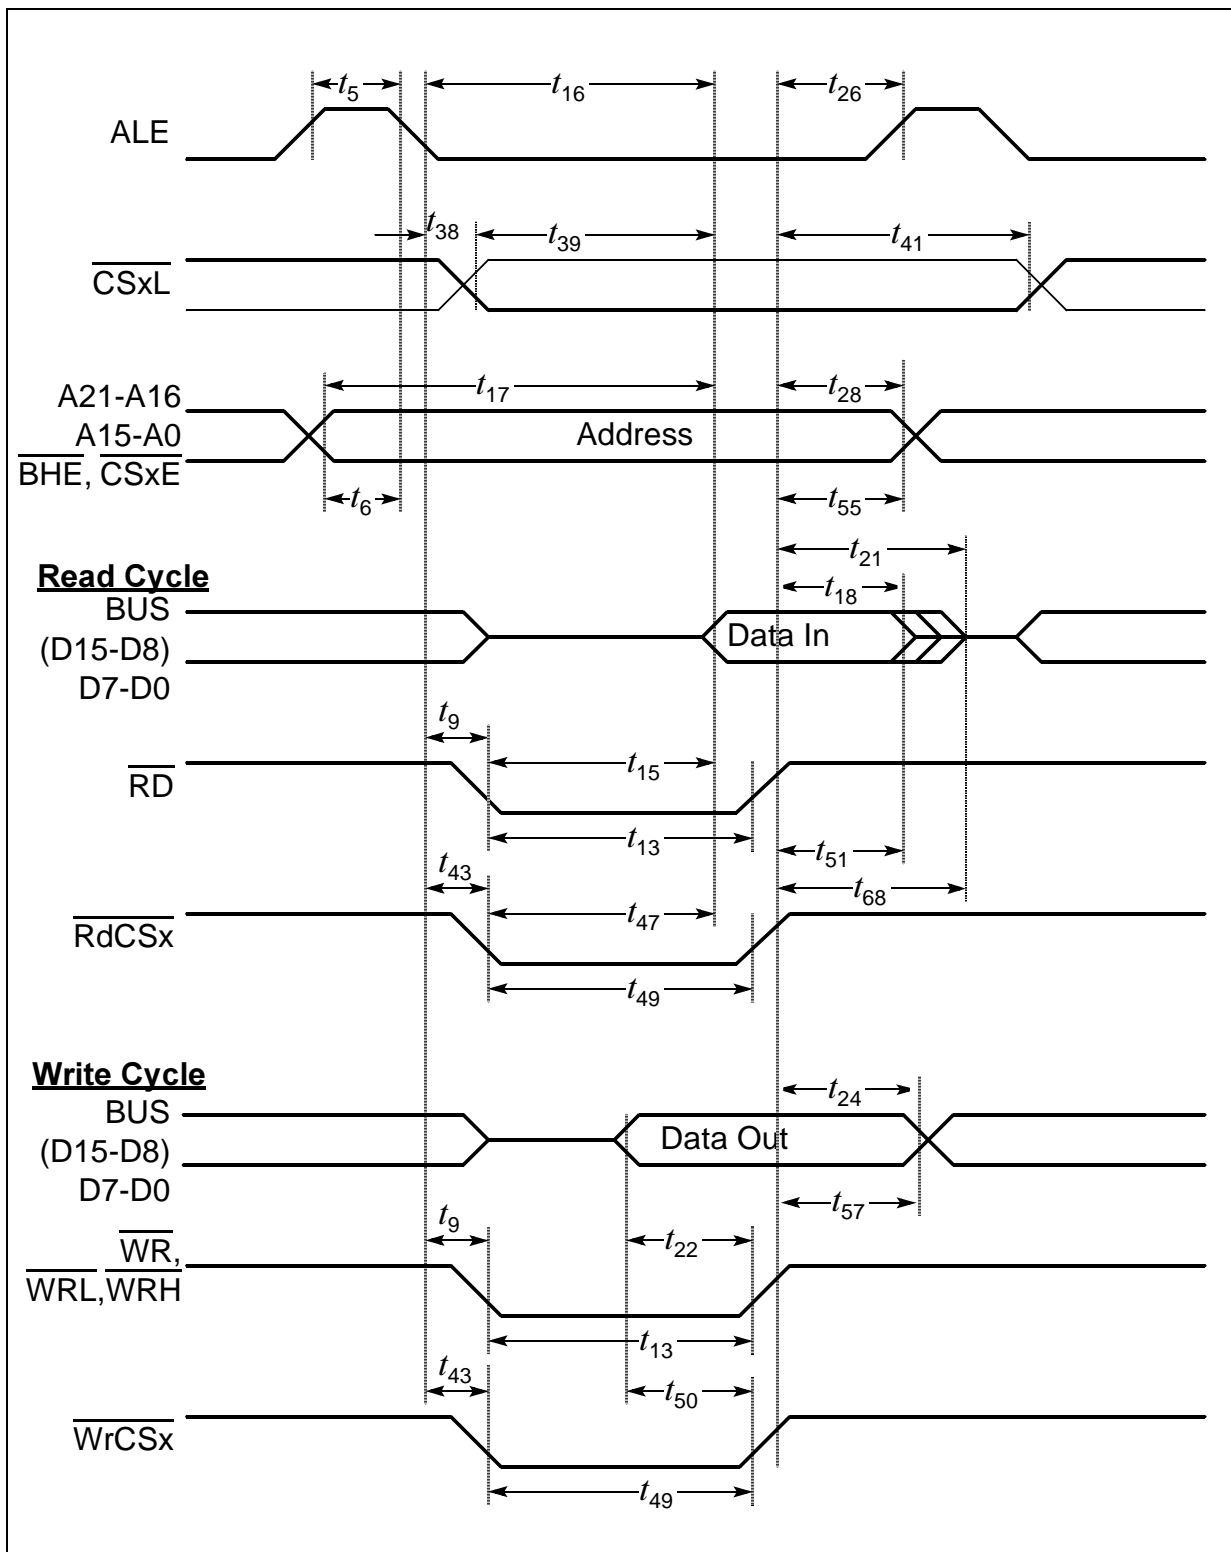 t5
t16
t26
ALE
t38
t39
t41
CSxL
t17
t28
A21-A16
A15-A0
Address
BHE, CSxE
t6
t55
t21
Read Cycle
t18
BUS
Data In
(D15-D8)
D7-D0
t9
t15
RD
t13
t51
t43
t68
t47
RdCSx
t49
Write Cycle
t24
BUS
Data Out
(D15-D8)
D7-D0
t57
t9
t22
WR,
WRL,WRH
t13
t43
t50
WrCSx
t49